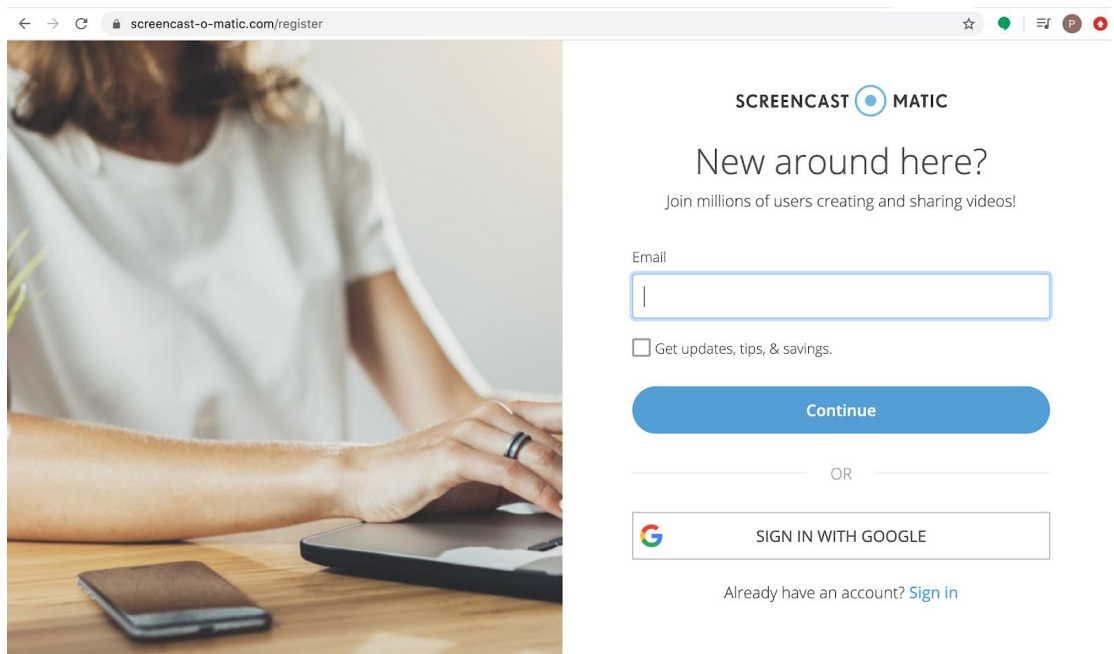 screencast-o-matic.com/register
P
SCREENCAST MATIC
New around here?
Join millions of users creating and sharing videos!
Email
Get updates, tips, & savings.
Continue
OR
G SIGN IN WITH GOOGLE
Already have an account? Sign in